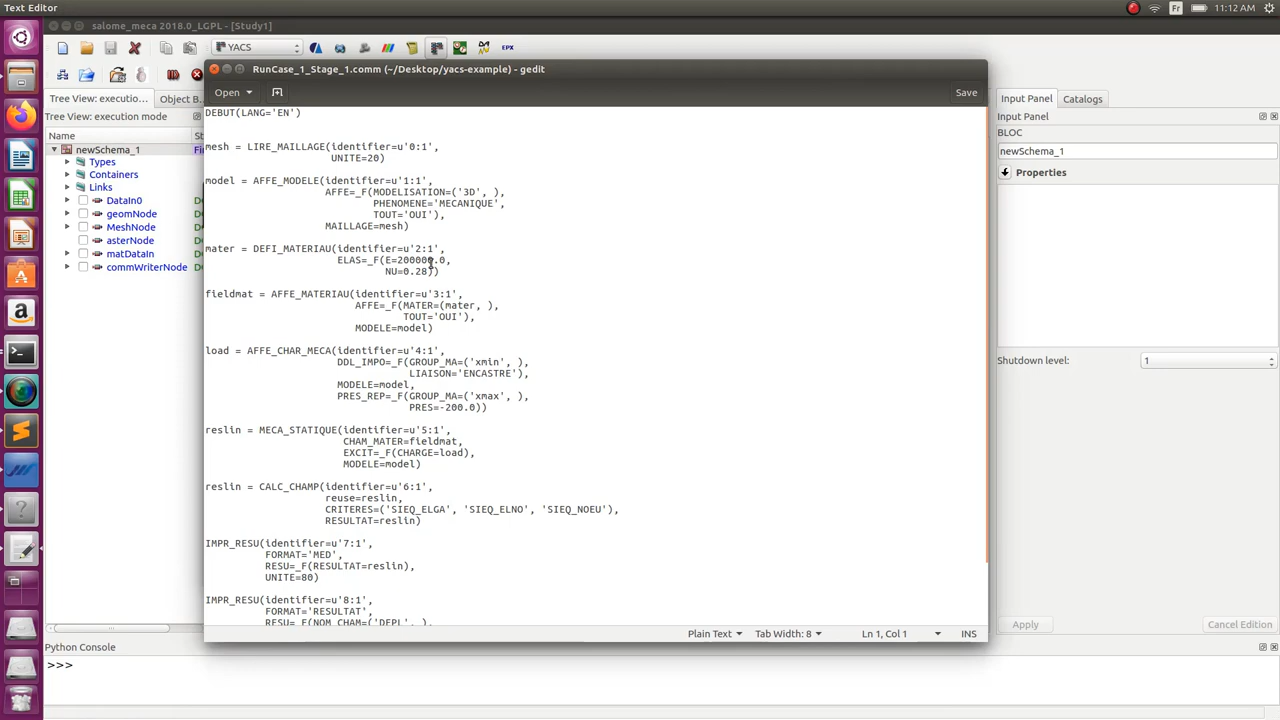 Text Editor
Fr
11:12 AM
salome_meca 2018.0_LGPL - [Study1]
YACS
EPX
RunCase_1_Stage_1.comm (~/Desktop/yacs-example) - gedit
Open
Save
Tree View: executio...
Object B...
Tree View: execution mode
Name
newSchema_1
Types
Containers
Links
DataIn0
geomNode
MeshNode
asterNode
matDataIn
commWriterNode
DEBUT(LANG='EN')
mesh = LIRE_MAILLAGE(identifier=u'0:1',
UNITE=20)
model = AFFE_MODELE(identifier=u'1:1',
AFFE=_F(MODELISATION=('3D', ),
PHENOMENE='MECANIQUE',
TOUT='OUI'),
MAILLAGE=mesh)
mater = DEFI_MATERIAU(identifier=u'2:1',
ELAS=_F(E=200000.0,
NU=0.28))
fieldmat = AFFE_MATERIAU(identifier=u'3:1',
AFFE=_F(MATER=(mater, ),
TOUT='OUI'),
MODELE=model)
load = AFFE_CHAR_MECA(identifier=u'4:1',
DDL_IMPO=_F(GROUP_MA=('xmin', ),
LIAISON='ENCASTRE'),
MODELE=model,
PRES_REP=_F(GROUP_MA=('xmax', ),
PRES=-200.0))
reslin = MECA_STATIQUE(identifier=u'5:1',
CHAM_MATER=fieldmat,
EXCIT=_F(CHARGE=load),
MODELE=model)
reslin = CALC_CHAMP(identifier=u'6:1',
reuse=reslin,
CRITERES=('SIEQ_ELGA', 'SIEQ_ELNO', 'SIEQ_NOEU'),
RESULTAT=reslin)
IMPR_RESU(identifier=u'7:1',
FORMAT='MED',
RESU=_F(RESULTAT=reslin),
UNITE=80)
IMPR_RESU(identifier=u'8:1',
FORMAT='RESULTAT',
RESU=_F(NOM_CHAM=('DEPL', ),
Plain Text
Tab Width: 8
Ln 1, Col 1
INS
Input Panel
Catalogs
Input Panel
BLOC
newSchema_1
Properties
Shutdown level:
1
Apply
Cancel Edition
Python Console
>>>